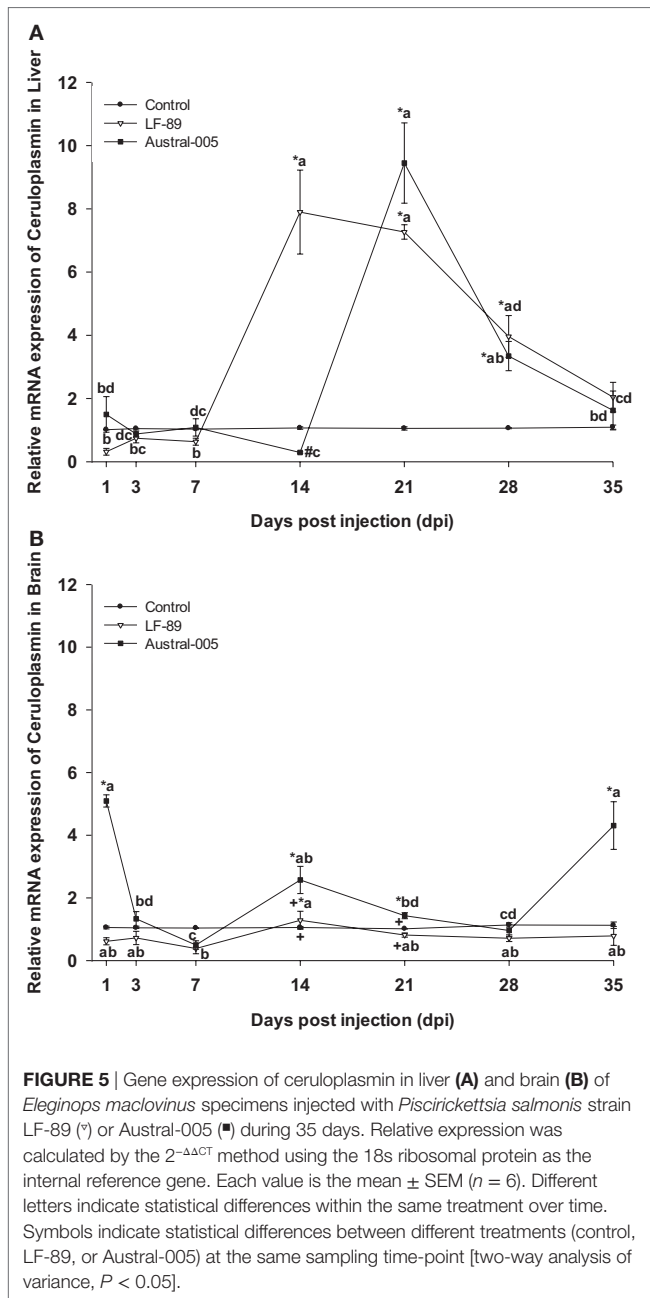 A
Relative mRNA expression of Ceruloplasmin in Liver
12
10
8
6
4
2
0
Control
LF-89
Austral-005
*a
*a
*a
*ad
*ab
bd
b
dc
bc
dc
b
#c
cd
bd
1 3 7 14 21 28 35
Days post injection (dpi)
B
Relative mRNA expression of Ceruloplasmin in Brain
12
10
8
6
4
2
0
Control
LF-89
Austral-005
*a
bd
ab
ab
c
b
*ab
+*a
+
*bd
+
+ab
cd
ab
*a
ab
1 3 7 14 21 28 35
Days post injection (dpi)
FIGURE 5 | Gene expression of ceruloplasmin in liver (A) and brain (B) of
Eleginops maclovinus specimens injected with Piscirickettsia salmonis strain
LF-89 (▿) or Austral-005 (■) during 35 days. Relative expression was
calculated by the 2−ΔΔCT method using the 18s ribosomal protein as the
internal reference gene. Each value is the mean ± SEM (n = 6). Different
letters indicate statistical differences within the same treatment over time.
Symbols indicate statistical differences between different treatments (control,
LF-89, or Austral-005) at the same sampling time-point [two-way analysis of
variance, P < 0.05].